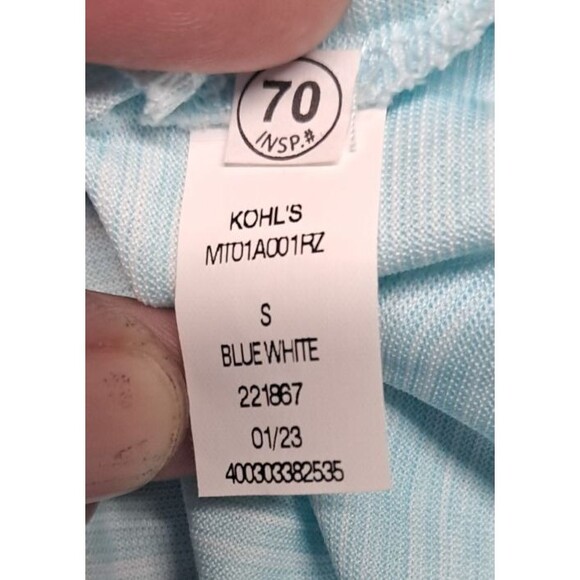 70
INSP.#
KOHL'S
MT01A001RZ
S
BLUE WHITE
221867
01/23
400303382535